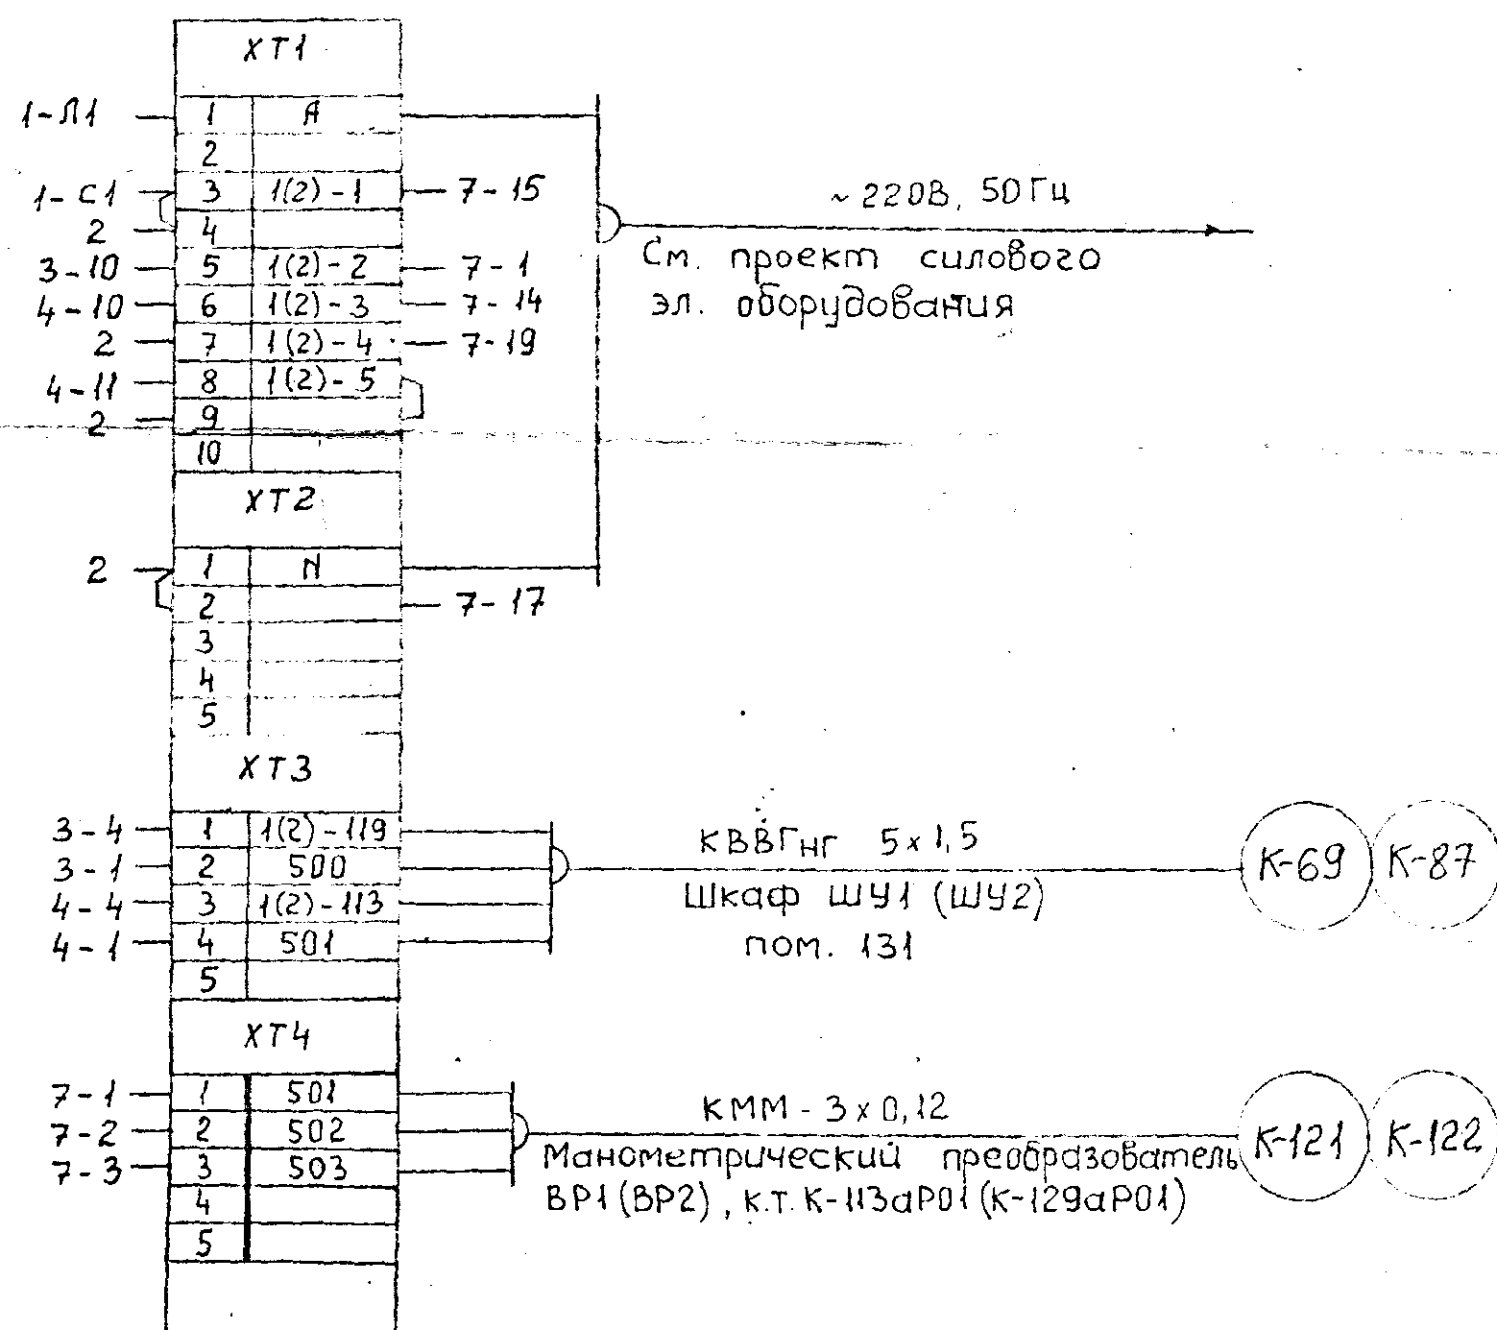 ХТ1
1-Л1 1 А
2
1-С1 3 1(2)-1 7-15
2 4
3-10 5 1(2)-2 7-1
4-10 6 1(2)-3 7-14
2 7 1(2)-4 7-19
4-11 8 1(2)-5
2 9
10
~220В, 50Гц
См. проект силового
эл. оборудования
ХТ2
2 1 N
2 7-17
3
4
5
ХТ3
3-4 1 1(2)-119
3-1 2 500
4-4 3 1(2)-113
4-1 4 501
5
КВВГнг 5x1,5
Шкаф ШУ1 (ШУ2)
пом. 131
К-69 К-87
ХТ4
7-1 1 501
7-2 2 502
7-3 3 503
4
5
КММ-3x0,12
Манометрический преобразователь
ВР1(ВР2), к.т. К-113аР01(К-129аР01)
К-121 К-122